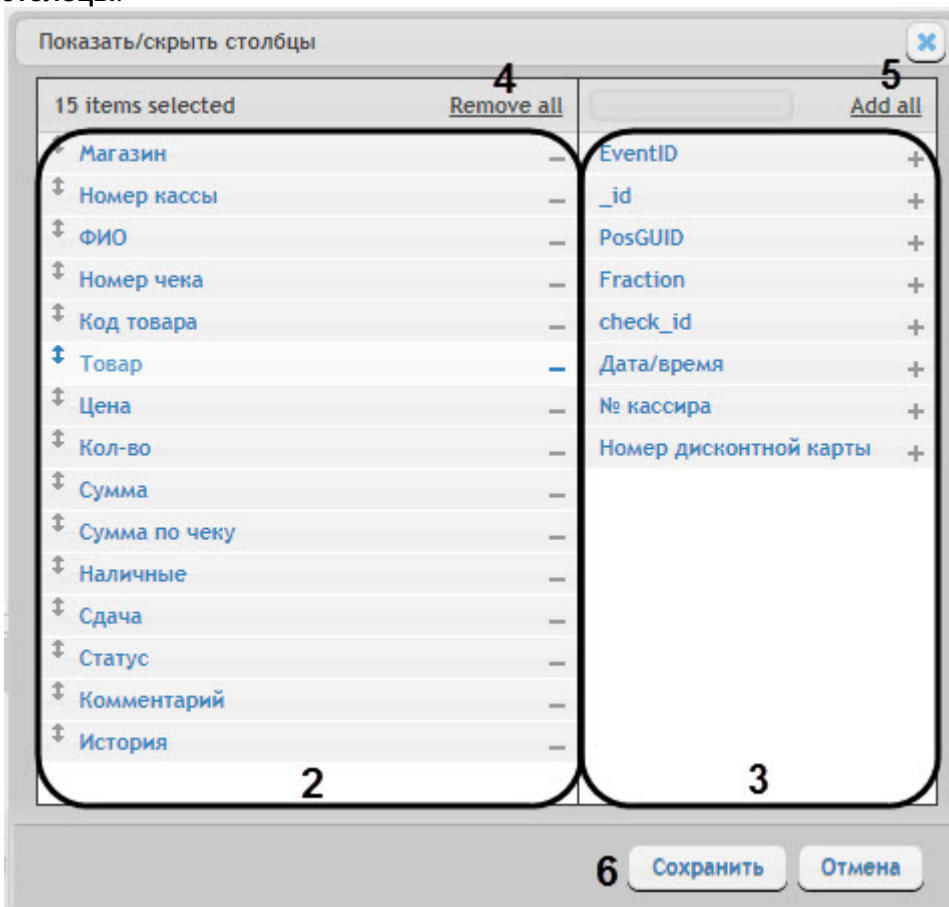 столбцы.
Показать/скрыть столбцы
4
5
15 items selected
Remove all
Add all
Магазин
Номер кассы
ФИО
Номер чека
Код товара
Товар
Цена
Кол-во
Сумма
Сумма по чеку
Наличные
Сдача
Статус
Комментарий
История
2
EventID
_id
PosGUID
Fraction
check_id
Дата/время
№ кассира
Номер дисконтной карты
3
6
Сохранить
Отмена